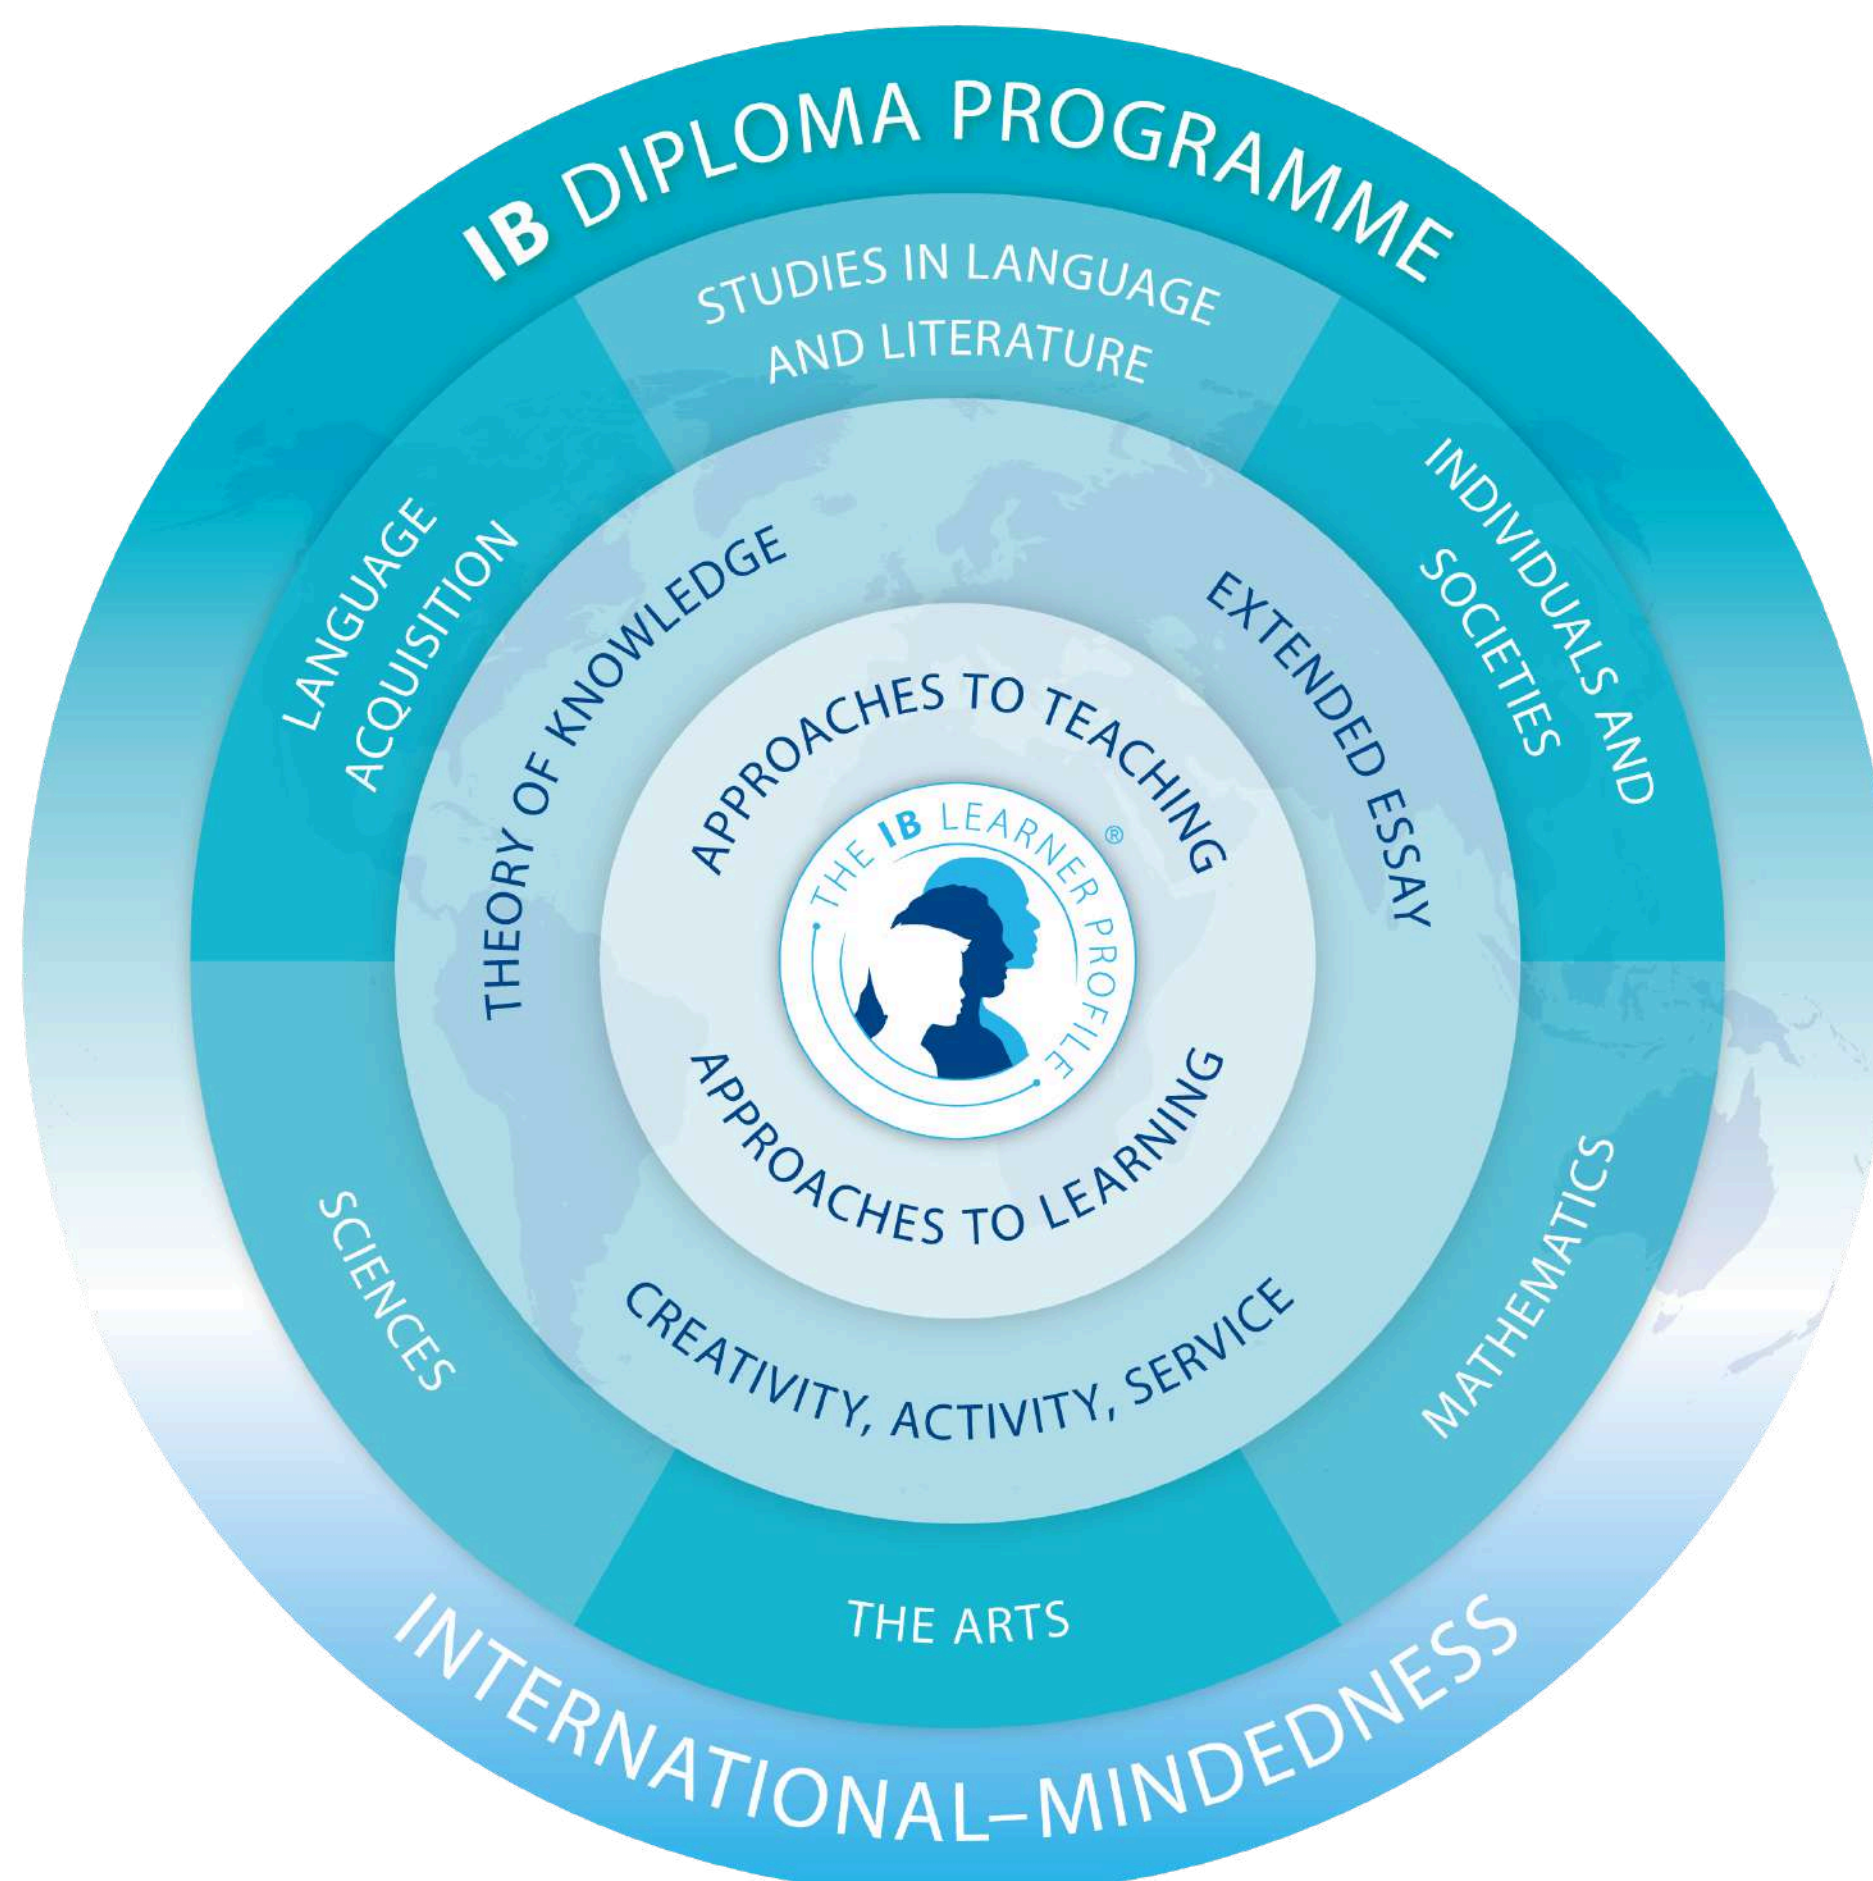 IB DIPLOMA PROGRAMME
STUDIES IN LANGUAGE
AND LITERATURE
LANGUAGE
ACQUISITION
INDIVIDUALS AND
SOCIETIES
THEORY OF KNOWLEDGE
EXTENDED ESSAY
APPROACHES TO TEACHING
THE IB LEARNER PROFILE
®
APPROACHES TO LEARNING
CREATIVITY, ACTIVITY, SERVICE
SCIENCES
MATHEMATICS
THE ARTS
INTERNATIONAL–MINDEDNESS